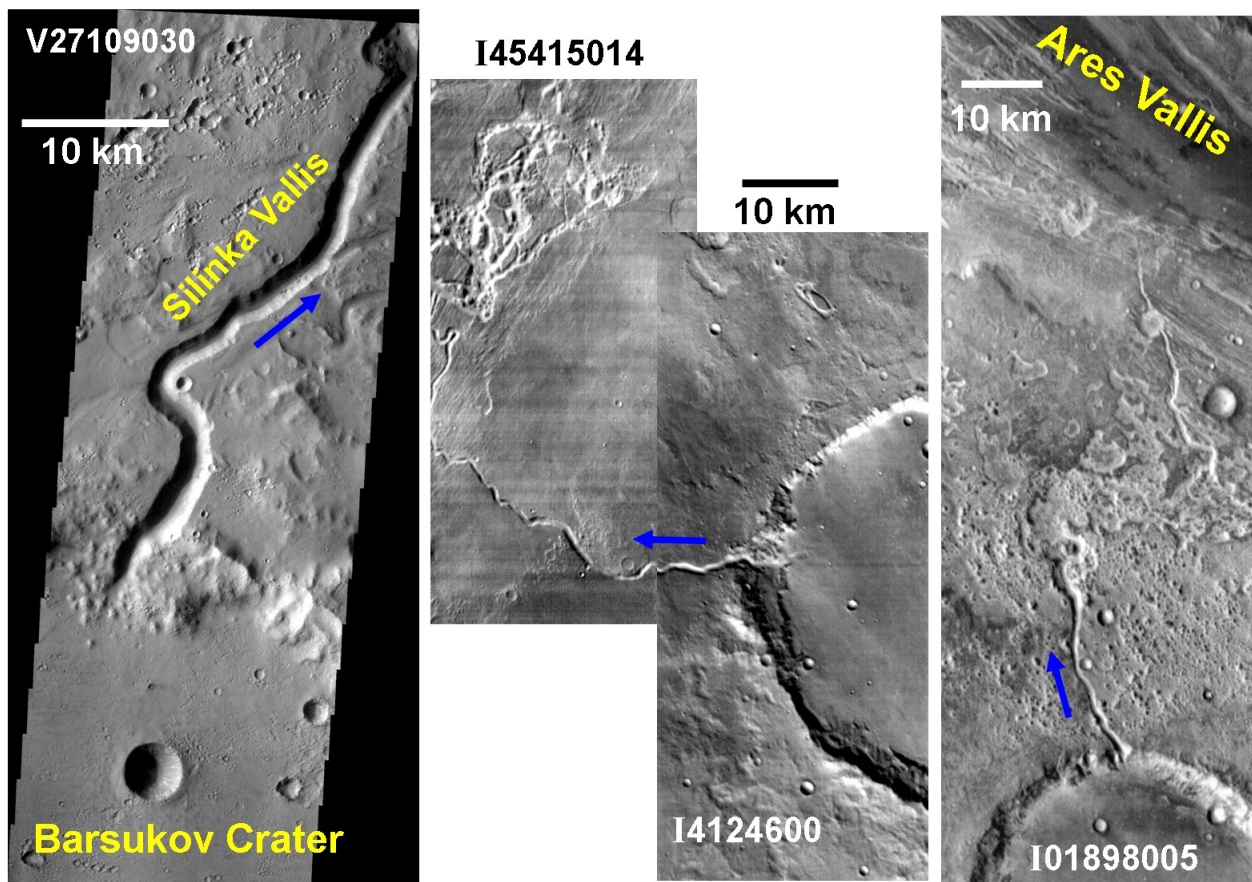 V27109030
10 km
Silinka Vallis
Barsukov Crater
I45415014
10 km
I4124600
Ares Vallis
10 km
I01898005